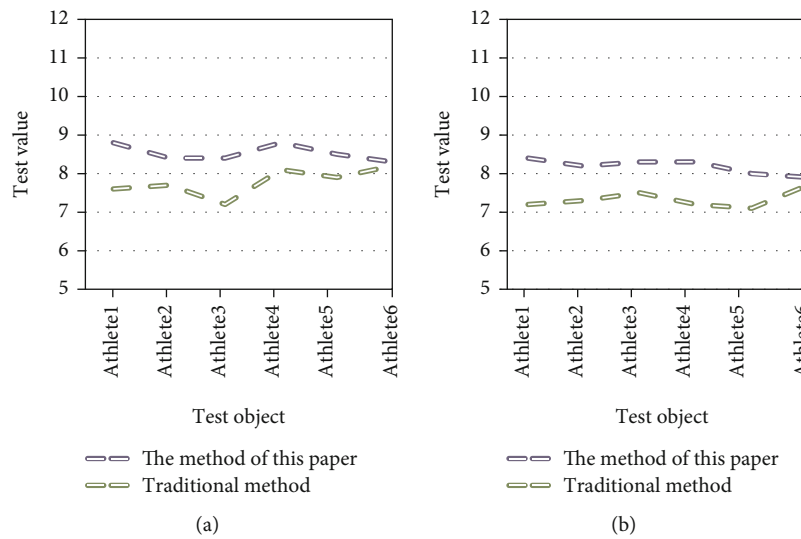 12
11
10
9
8
7
6
5
Test value
Athlete1
Athlete2
Athlete3
Athlete4
Athlete5
Athlete6
Test object
The method of this paper
Traditional method
(a)
12
11
10
9
8
7
6
5
Test value
Athlete1
Athlete2
Athlete3
Athlete4
Athlete5
Athlete6
Test object
The method of this paper
Traditional method
(b)